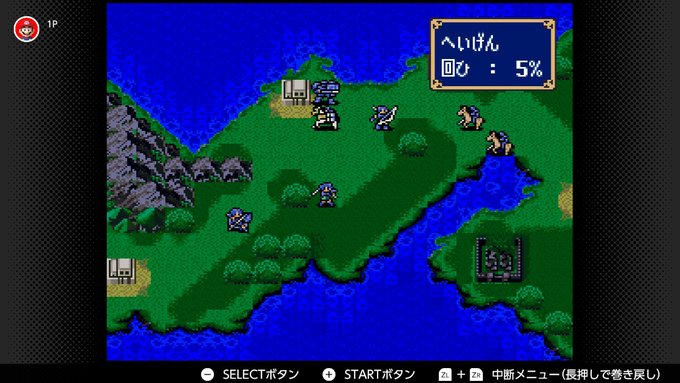 1P
へいげん
回ひ : 5%
− SELECTボタン + STARTボタン ZL + ZR 中断メニュー(長押しで巻き戻し)